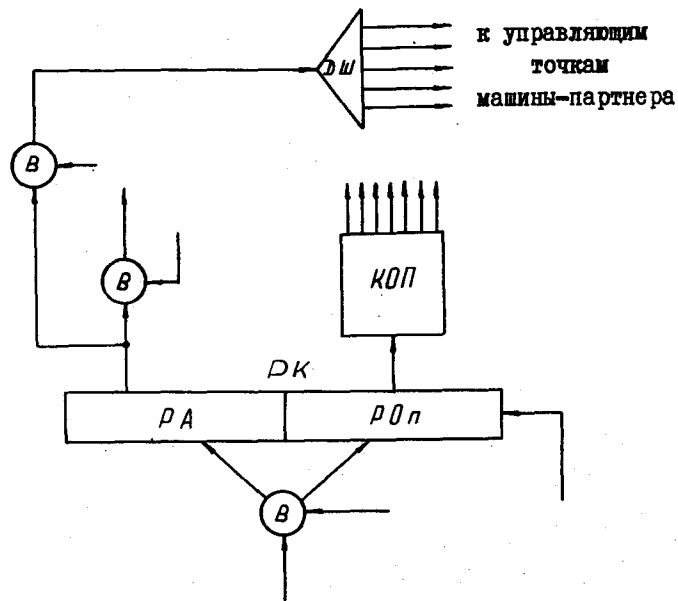 к управляющим
точкам
машины-партнера
ДШ
В
В
КОП
РК
РА
РОп
В